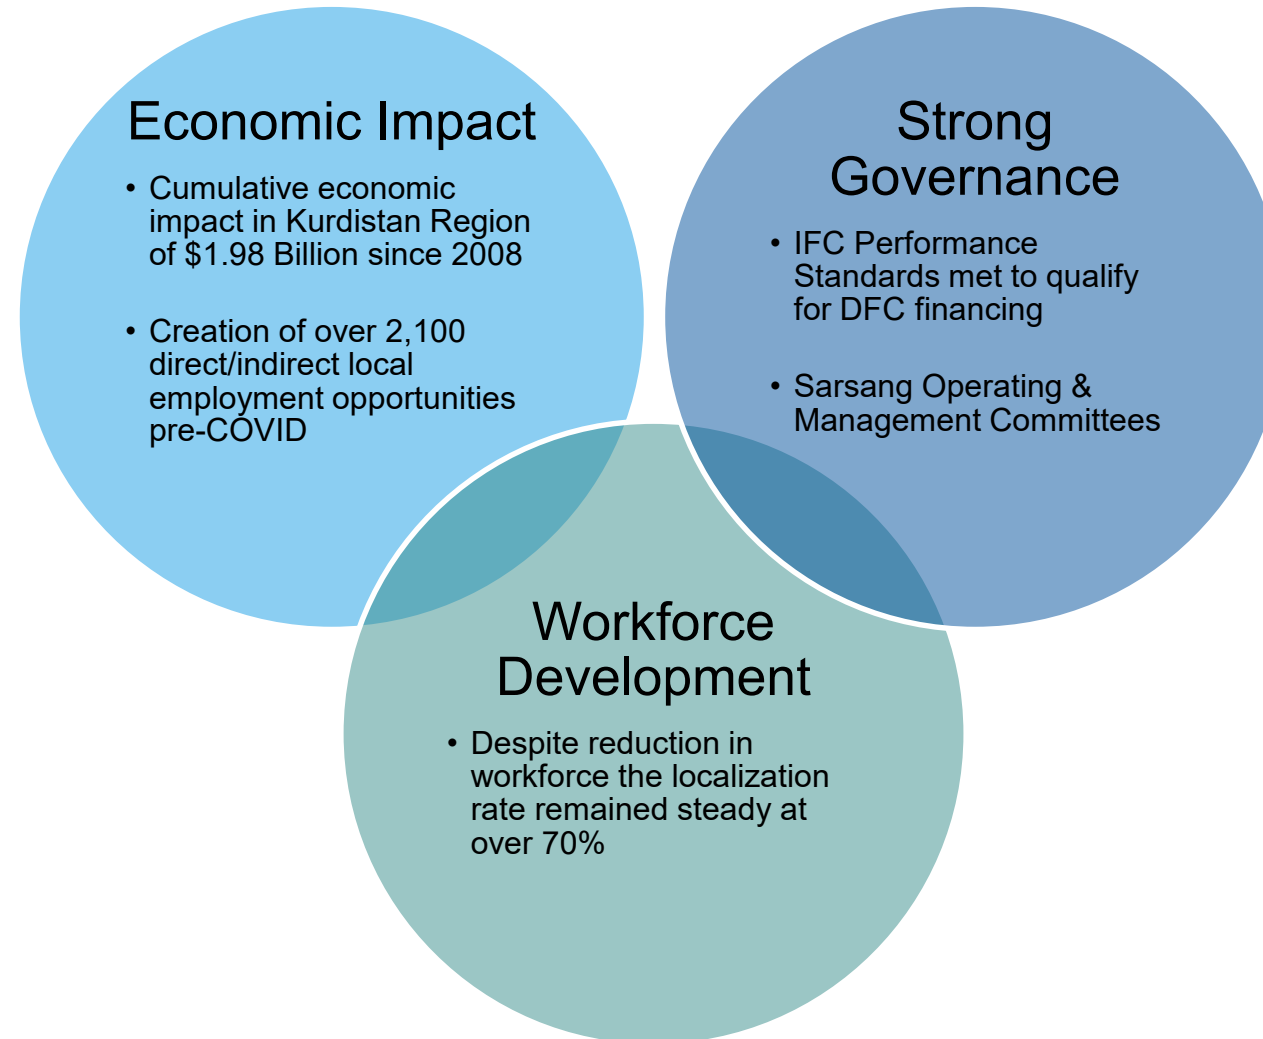 Economic Impact
• Cumulative economic
impact in Kurdistan Region
of $1.98 Billion since 2008
• Creation of over 2,100
direct/indirect local
employment opportunities
pre-COVID
Strong
Governance
• IFC Performance
Standards met to qualify
for DFC financing
• Sarsang Operating &
Management Committees
Workforce
Development
• Despite reduction in
workforce the localization
rate remained steady at
over 70%